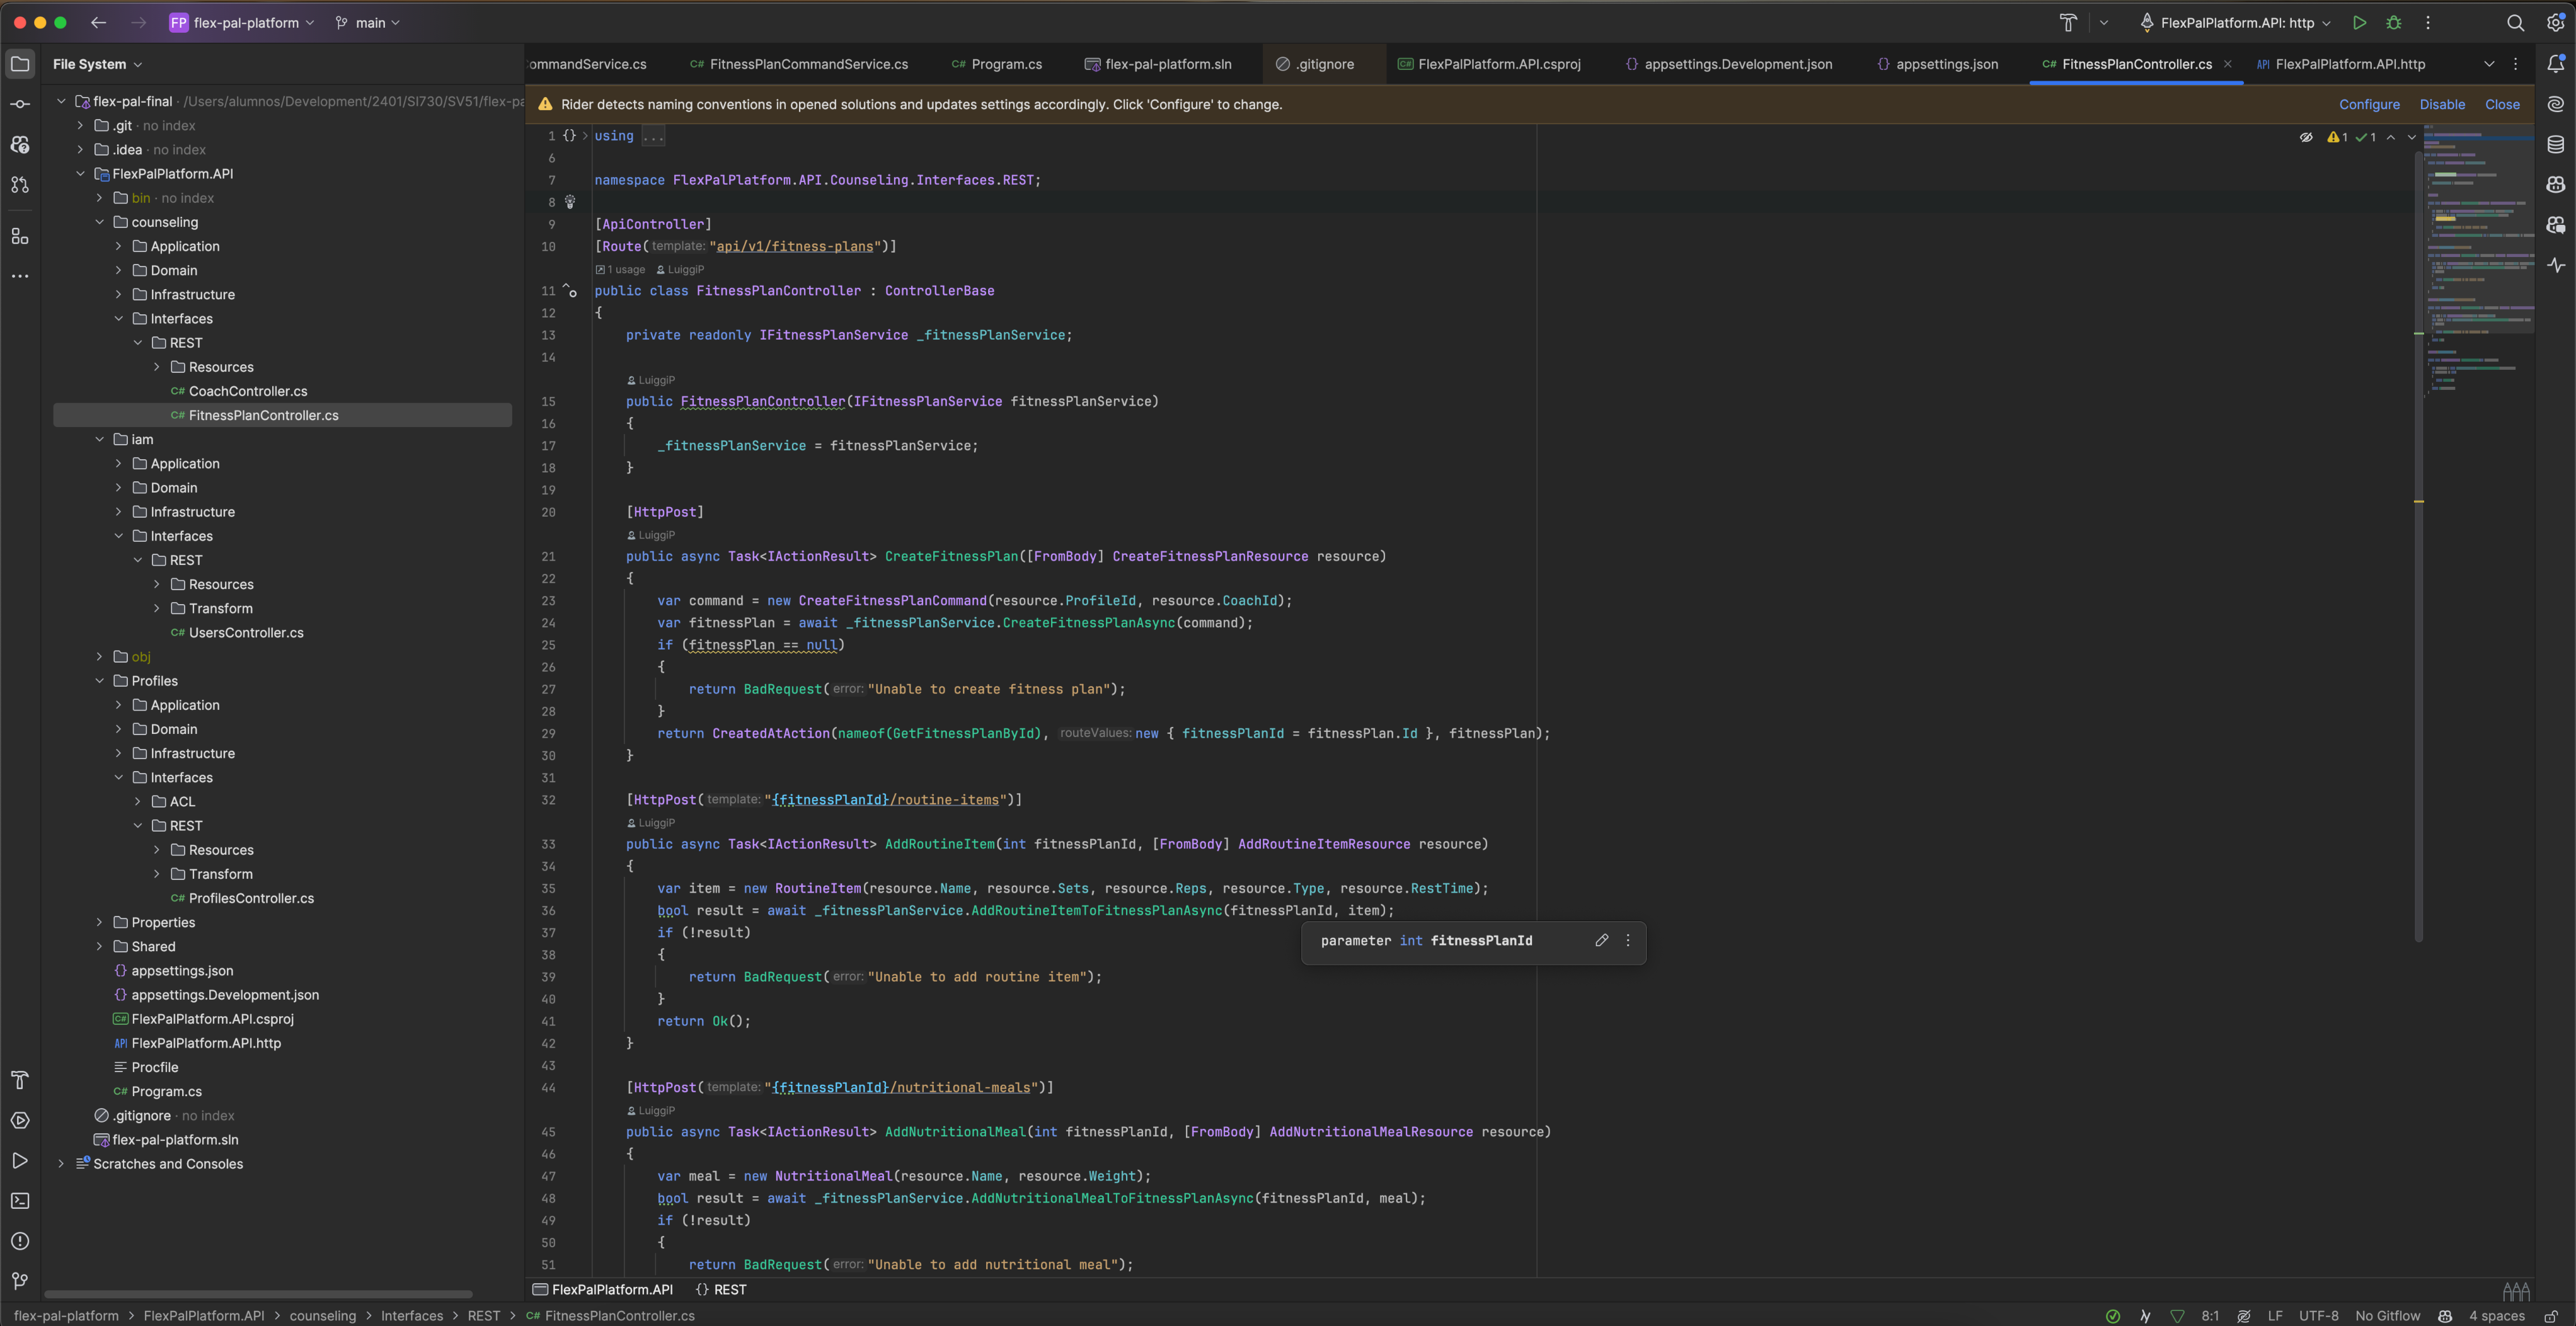 FP flex-pal-platform main FlexPalPlatform.API: http
File System
ommandService.cs C# FitnessPlanCommandService.cs C# Program.cs flex-pal-platform.sln .gitignore C# FlexPalPlatform.API.csproj {} appsettings.Development.json {} appsettings.json C# FitnessPlanController.cs API FlexPalPlatform.API.http
Rider detects naming conventions in opened solutions and updates settings accordingly. Click 'Configure' to change. Configure Disable Close
flex-pal-final · /Users/alumnos/Development/2401/SI730/SV51/flex-pa
.git · no index
.idea · no index
FlexPalPlatform.API
bin · no index
counseling
Application
Domain
Infrastructure
Interfaces
REST
Resources
C# CoachController.cs
C# FitnessPlanController.cs
iam
Application
Domain
Infrastructure
Interfaces
REST
Resources
Transform
C# UsersController.cs
obj
Profiles
Application
Domain
Infrastructure
Interfaces
ACL
REST
Resources
Transform
C# ProfilesController.cs
Properties
Shared
{} appsettings.json
{} appsettings.Development.json
C# FlexPalPlatform.API.csproj
API FlexPalPlatform.API.http
Procfile
C# Program.cs
.gitignore · no index
flex-pal-platform.sln
Scratches and Consoles
1 {} using ...
1 1
6
7 namespace FlexPalPlatform.API.Counseling.Interfaces.REST;
8
9 [ApiController]
10 [Route( template: "api/v1/fitness-plans")]
1 usage LuiggiP
11 public class FitnessPlanController : ControllerBase
12 {
13 private readonly IFitnessPlanService _fitnessPlanService;
14
LuiggiP
15 public FitnessPlanController(IFitnessPlanService fitnessPlanService)
16 {
17 _fitnessPlanService = fitnessPlanService;
18 }
19
20 [HttpPost]
LuiggiP
21 public async Task<IActionResult> CreateFitnessPlan([FromBody] CreateFitnessPlanResource resource)
22 {
23 var command = new CreateFitnessPlanCommand(resource.ProfileId, resource.CoachId);
24 var fitnessPlan = await _fitnessPlanService.CreateFitnessPlanAsync(command);
25 if (fitnessPlan == null)
26 {
27 return BadRequest( error: "Unable to create fitness plan");
28 }
29 return CreatedAtAction(nameof(GetFitnessPlanById), routeValues: new { fitnessPlanId = fitnessPlan.Id }, fitnessPlan);
30 }
31
32 [HttpPost( template: "{fitnessPlanId}/routine-items")]
LuiggiP
33 public async Task<IActionResult> AddRoutineItem(int fitnessPlanId, [FromBody] AddRoutineItemResource resource)
34 {
35 var item = new RoutineItem(resource.Name, resource.Sets, resource.Reps, resource.Type, resource.RestTime);
36 bool result = await _fitnessPlanService.AddRoutineItemToFitnessPlanAsync(fitnessPlanId, item);
37 if (!result)
parameter int fitnessPlanId
38 {
39 return BadRequest( error: "Unable to add routine item");
40 }
41 return Ok();
42 }
43
44 [HttpPost( template: "{fitnessPlanId}/nutritional-meals")]
LuiggiP
45 public async Task<IActionResult> AddNutritionalMeal(int fitnessPlanId, [FromBody] AddNutritionalMealResource resource)
46 {
47 var meal = new NutritionalMeal(resource.Name, resource.Weight);
48 bool result = await _fitnessPlanService.AddNutritionalMealToFitnessPlanAsync(fitnessPlanId, meal);
49 if (!result)
50 {
51 return BadRequest( error: "Unable to add nutritional meal");
FlexPalPlatform.API {} REST
flex-pal-platform > FlexPalPlatform.API > counseling > Interfaces > REST > C# FitnessPlanController.cs 8:1 LF UTF-8 No Gitflow 4 spaces